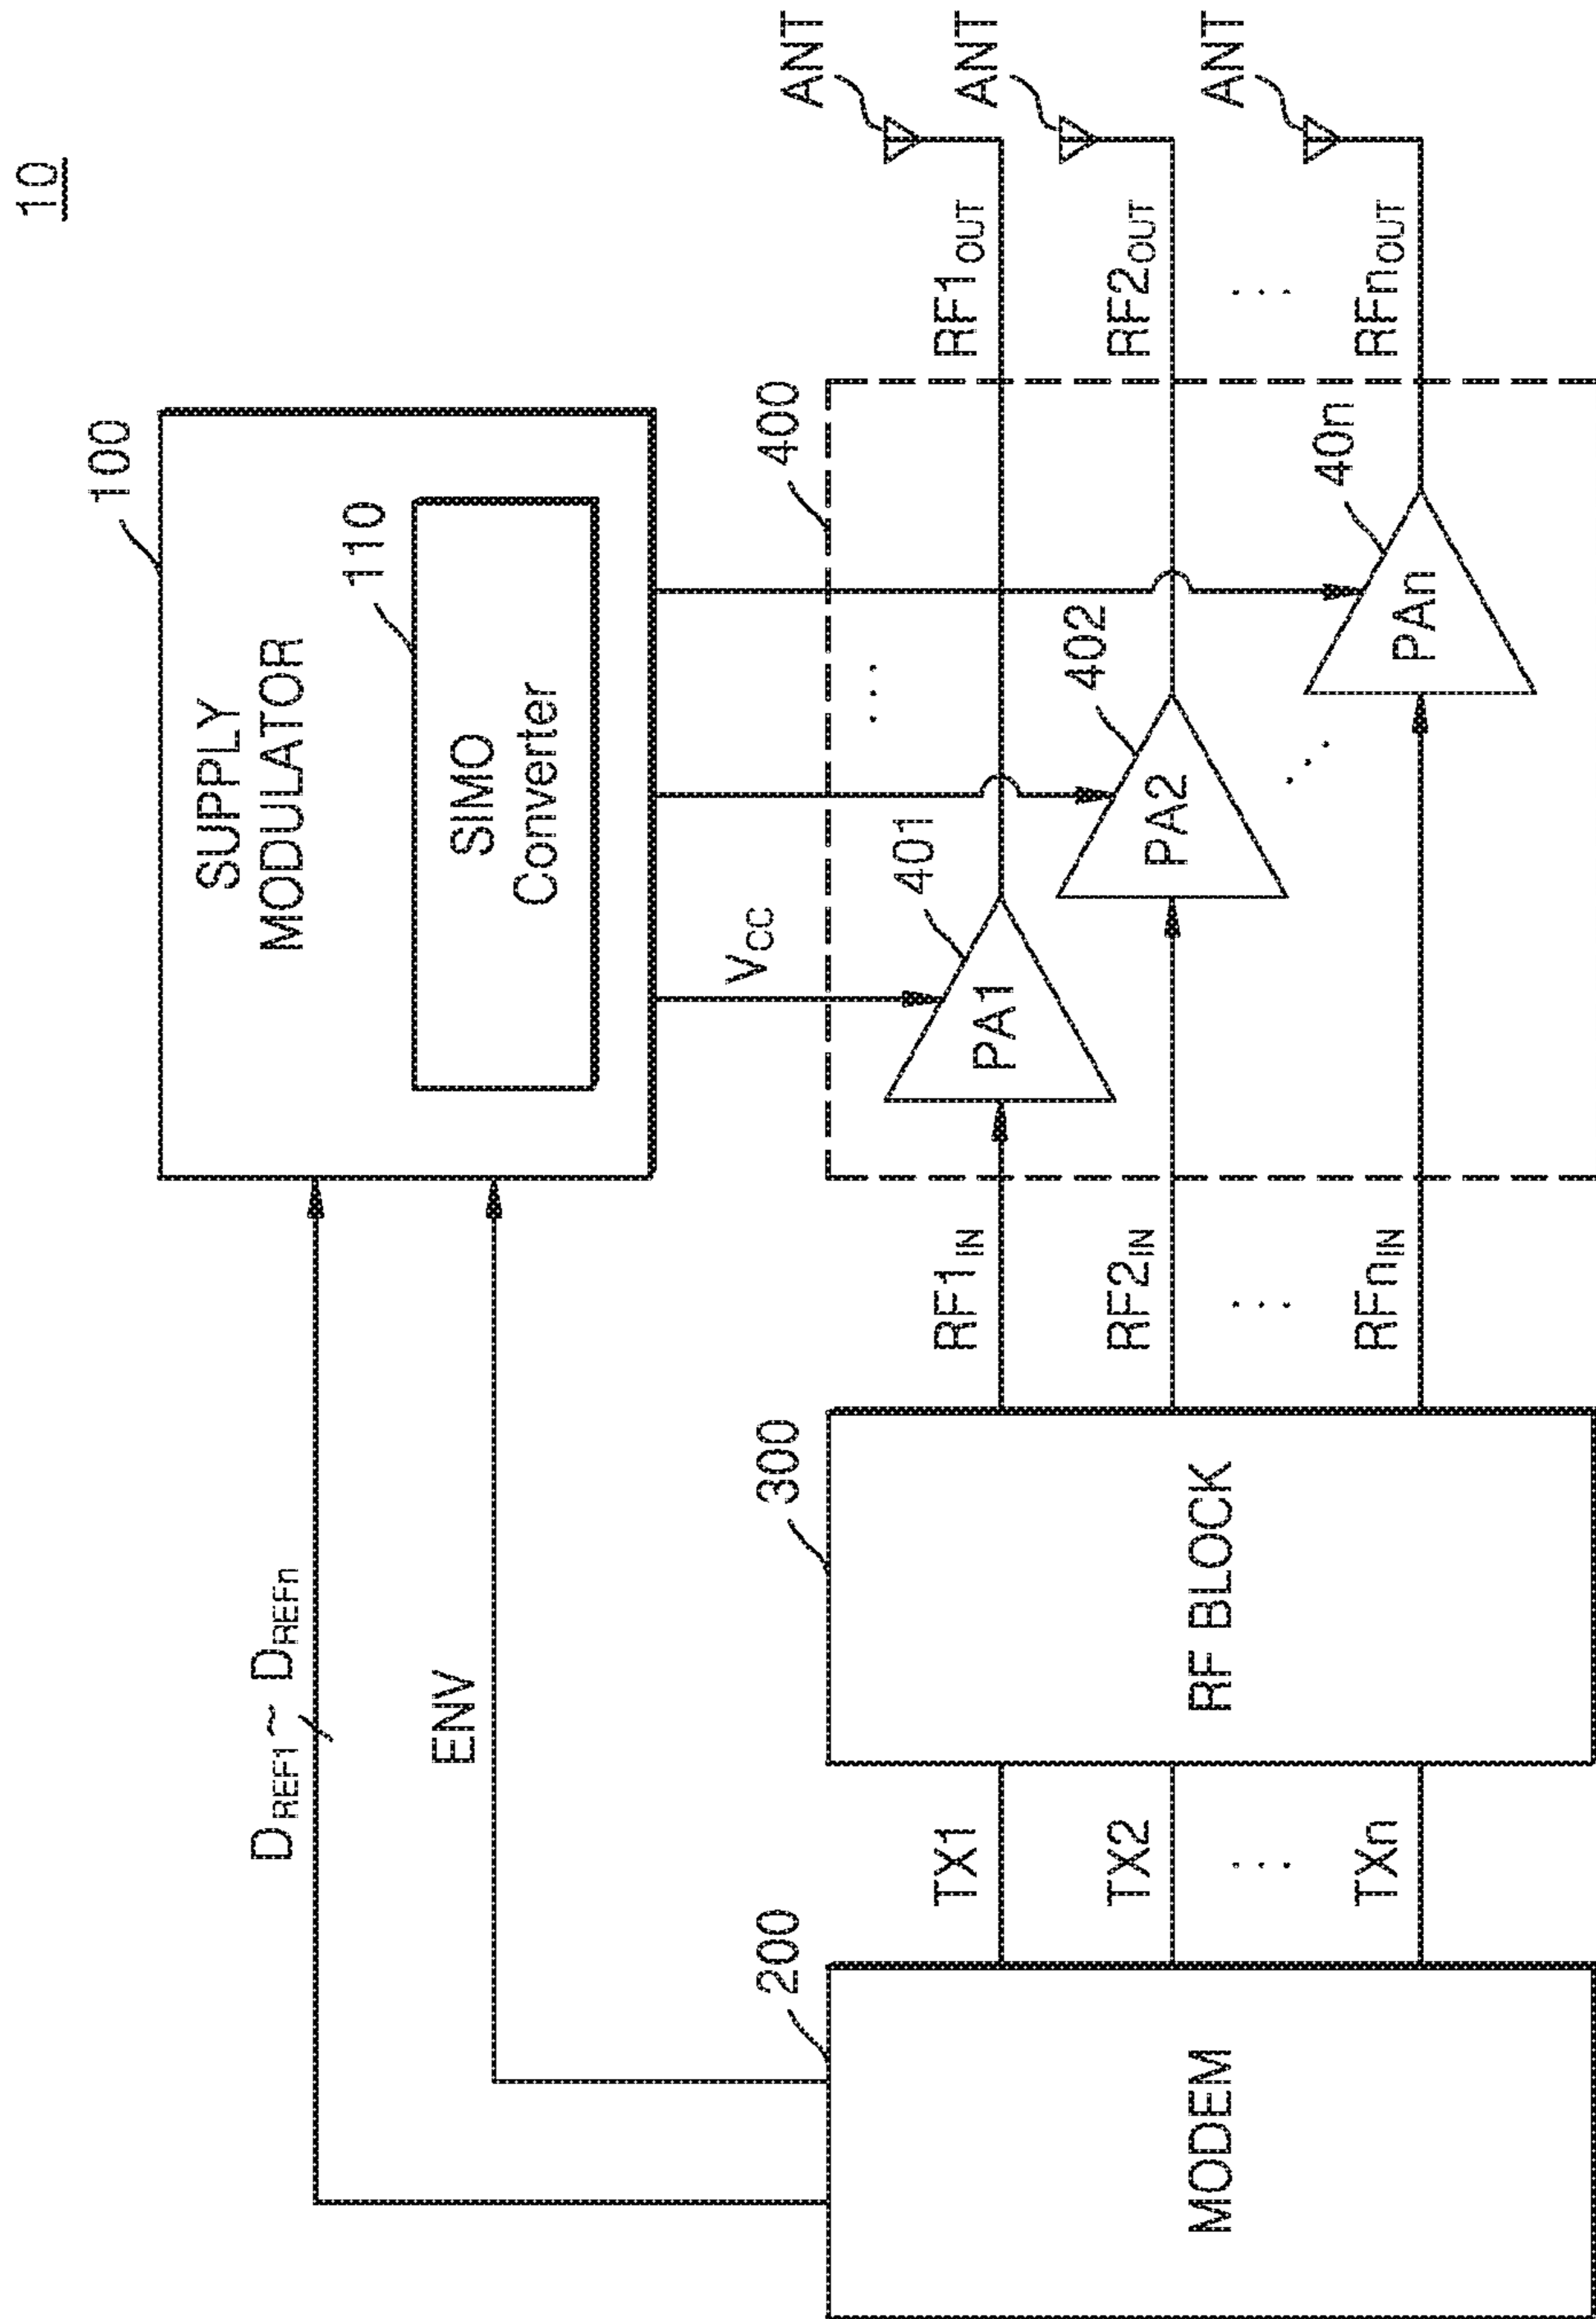 10
100
SUPPLY
MODULATOR
110
SIMO
Converter
DREF1 ~ DREFn
ENV
VCC
200
MODEM
TX1
TX2
...
TXn
300
RF BLOCK
RF1IN
RF2IN
...
RFnIN
400
...
401
PA1
402
PA2
...
40n
PAn
RF1OUT
RF2OUT
...
RFnOUT
ANT
ANT
ANT